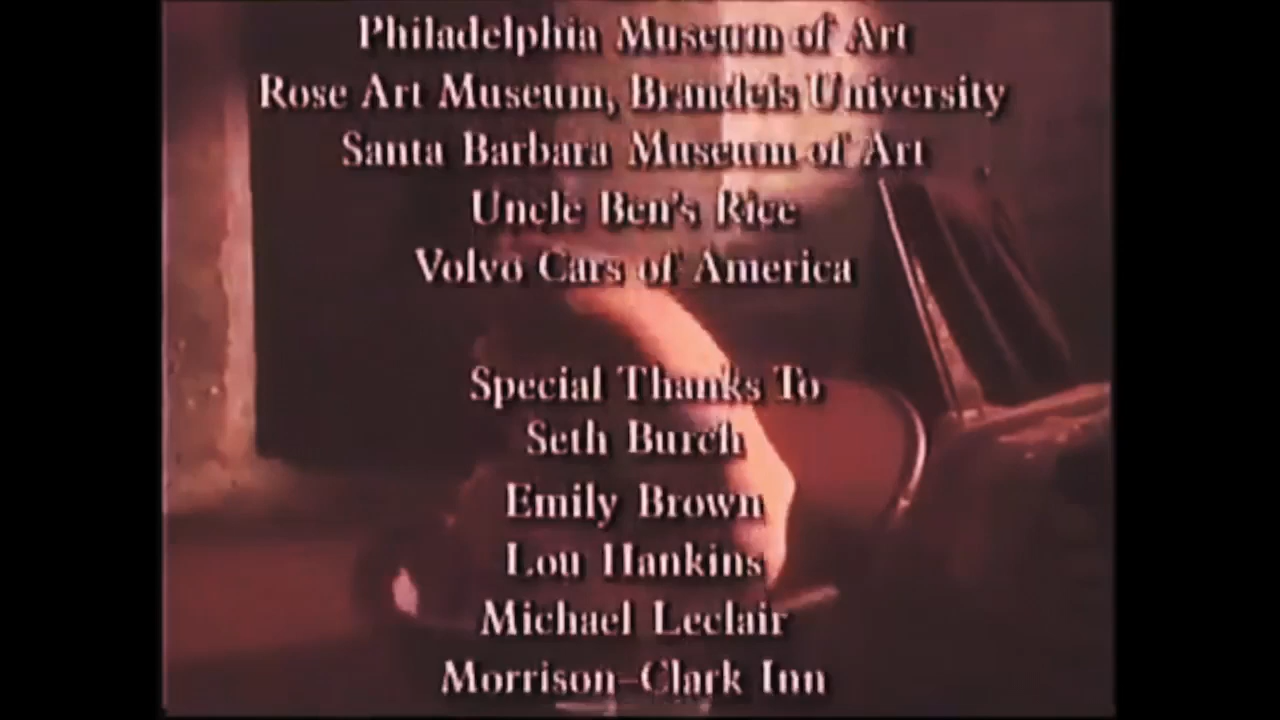 Philadelphia Museum of Art
Rose Art Museum, Brandeis University
Santa Barbara Museum of Art
Uncle Ben's Rice
Volvo Cars of America
Special Thanks To
Seth Burch
Emily Brown
Lou Hankins
Michael Leclair
Morrison-Clark Inn